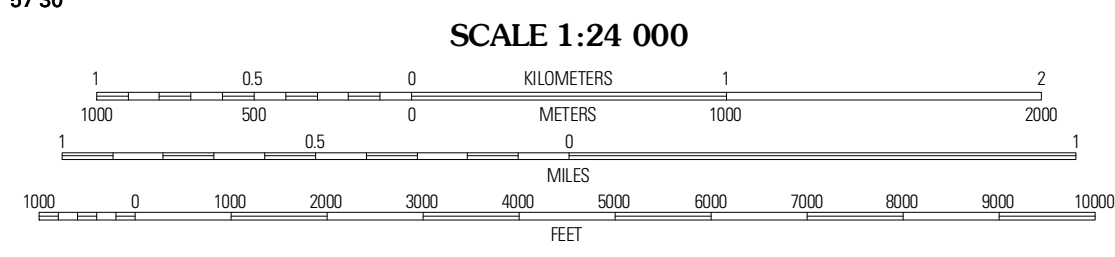 57'30"
SCALE 1:24 000
1 0.5 0 KILOMETERS 1 2
1000 500 0 METERS 1000 2000
1 0.5 0 1
MILES
1000 0 1000 2000 3000 4000 5000 6000 7000 8000 9000 10000
FEET